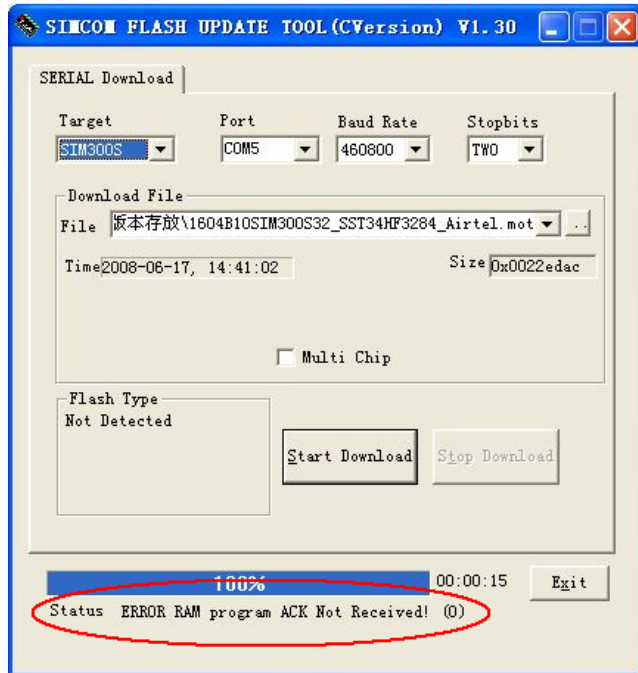 SIMCOM FLASH UPDATE TOOL(CVersion) V1.30
SERIAL Download
Target Port Baud Rate Stopbits
SIM300S COM5 460800 TWO
Download File
File 版本存放\1604B10SIM300S32_SST34HF3284_Airtel.mot ..
Time 2008-06-17, 14:41:02 Size 0x0022edac
Multi Chip
Flash Type
Not Detected
Start Download Stop Download
100% 00:00:15 Exit
Status ERROR RAM program ACK Not Received! (0)